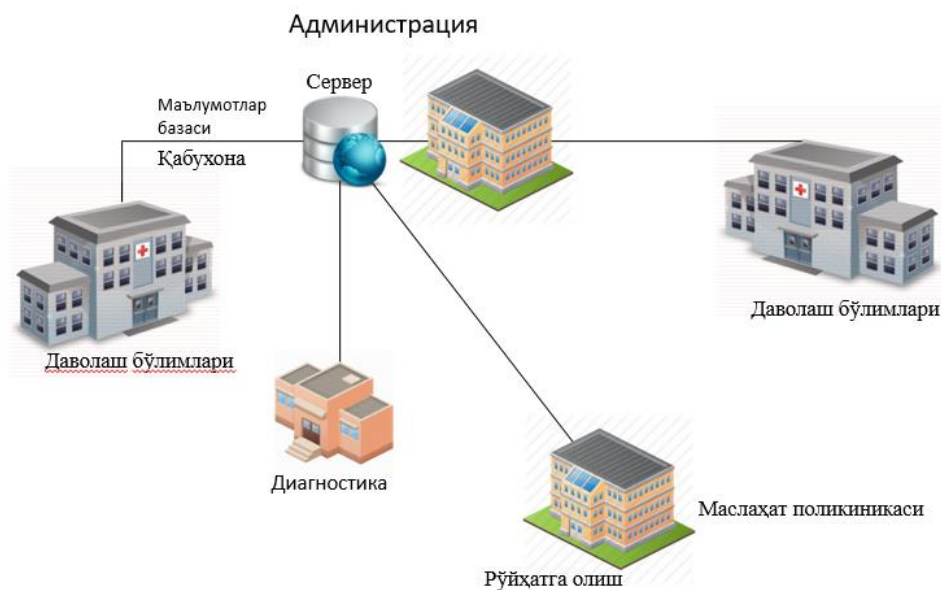 Администрация
Сервер
Маълумотлар
базаси
Қабухона
Даволаш бўлимлари
Даволаш бўлимлари
Диагностика
Маслаҳат поликиникаси
Рўйҳатга олиш